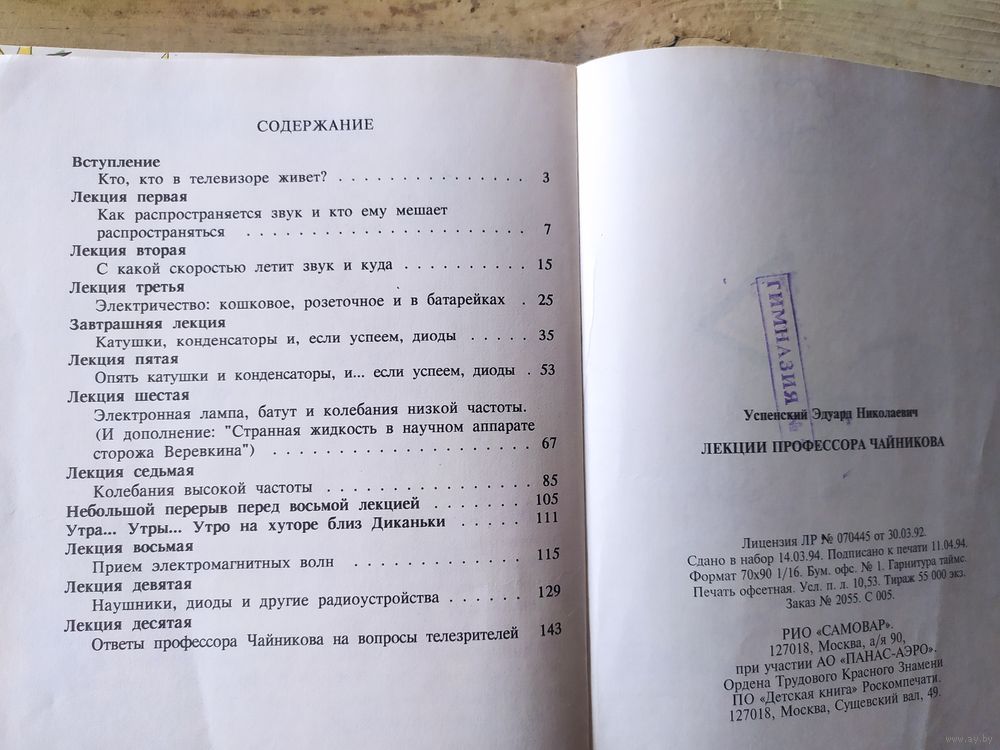 СОДЕРЖАНИЕ
Вступление
Кто, кто в телевизоре живет? . . . . . . . . . . . . . . . 3
Лекция первая
Как распространяется звук и кто ему мешает
распространяться . . . . . . . . . . . . . . . . . . . . . . 7
Лекция вторая
С какой скоростью летит звук и куда . . . . . . . . . . 15
Лекция третья
Электричество: кошковое, розеточное и в батарейках . 25
Завтрашняя лекция
Катушки, конденсаторы и, если успеем, диоды . . . . . 35
Лекция пятая
Опять катушки и конденсаторы, и... если успеем, диоды . 53
Лекция шестая
Электронная лампа, батут и колебания низкой частоты.
(И дополнение: "Странная жидкость в научном аппарате
сторожа Веревкина") . . . . . . . . . . . . . . . . . . . . 67
Лекция седьмая
Колебания высокой частоты . . . . . . . . . . . . . . . . 85
Небольшой перерыв перед восьмой лекцией . . . . . . . 105
Утра... Утры... Утро на хуторе близ Диканьки . . . . . 111
Лекция восьмая
Прием электромагнитных волн . . . . . . . . . . . . . . 115
Лекция девятая
Наушники, диоды и другие радиоустройства . . . . . . 129
Лекция десятая
Ответы профессора Чайникова на вопросы телезрителей 143
ГИМНАЗИЯ №
Успенский Эдуард Николаевич
ЛЕКЦИИ ПРОФЕССОРА ЧАЙНИКОВА
Лицензия ЛР № 070445 от 30.03.92.
Сдано в набор 14.03.94. Подписано к печати 11.04.94.
Формат 70х90 1/16. Бум. офс. № 1. Гарнитура таймс.
Печать офсетная. Усл. п. л. 10,53. Тираж 55 000 экз.
Заказ № 2055. С 005.
РИО «САМОВАР».
127018, Москва, а/я 90,
при участии АО «ПАНАС-АЭРО».
Ордена Трудового Красного Знамени
ПО «Детская книга» Роскомпечати.
127018, Москва, Сущевский вал, 49.
www.ay.by